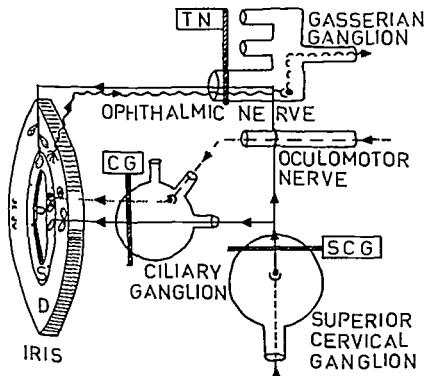 TN
GASSERIAN
GANGLION
OPHTHALMIC NERVE
CG
OCULOMOTOR
NERVE
SCG
CILIARY
GANGLION
S
D
IRIS
SUPERIOR
CERVICAL
GANGLION